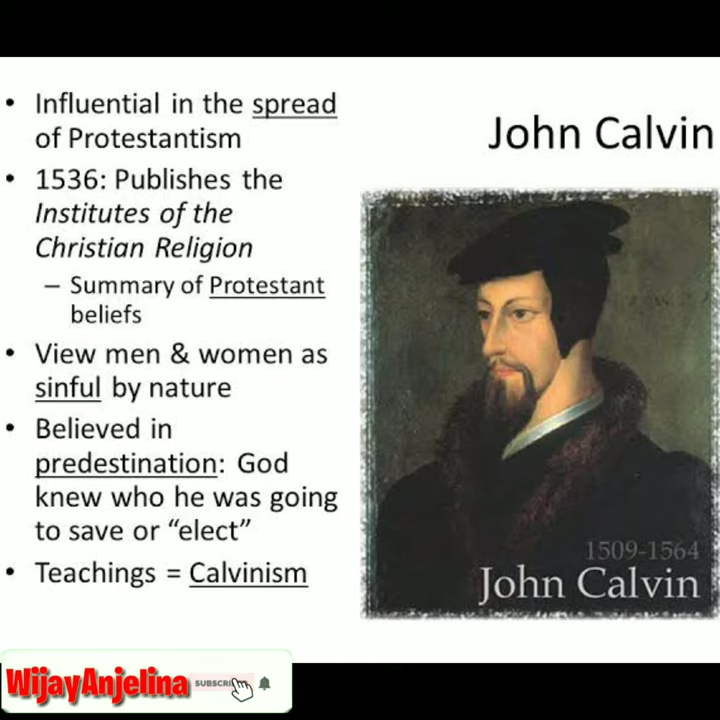 • Influential in the spread
of Protestantism
• 1536: Publishes the
Institutes of the
Christian Religion
– Summary of Protestant
beliefs
• View men & women as
sinful by nature
• Believed in
predestination: God
knew who he was going
to save or “elect”
• Teachings = Calvinism
John Calvin
1509-1564
John Calvin
WijayAnjelina